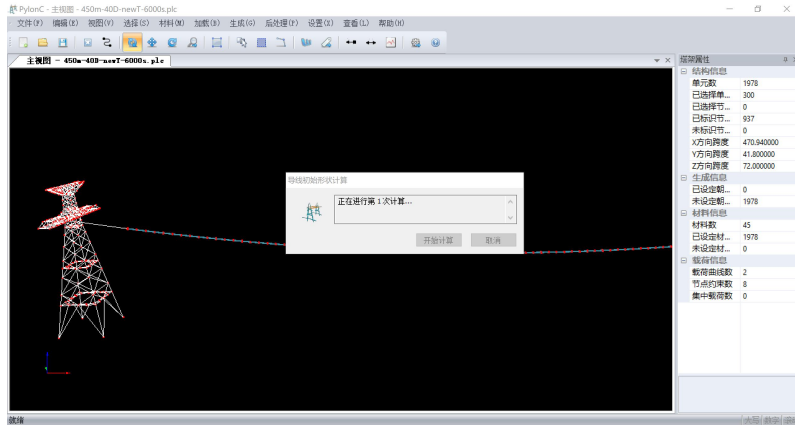 PylonC - 主视图 - 450m-40D-newT-6000s.plc
文件(F) 编辑(E) 视图(V) 选择(S) 材料(M) 加载(B) 生成(G) 后处理(P) 设置(I) 查看(L) 帮助(H)
主视图 - 450m-40D-newT-6000s.plc
塔架属性
结构信息
单元数 1978
已选择单... 300
已选择节... 0
已标识节... 937
未标识节... 0
X方向跨度 470.940000
Y方向跨度 41.800000
Z方向跨度 72.000000
生成信息
已设定朝... 0
未设定朝... 1978
材料信息
材料数 45
已设定材... 1978
未设定材... 0
载荷信息
载荷曲线数 2
节点约束数 8
集中载荷数 0
导线初始形状计算
正在进行第 1次计算...
开始计算 取消
就绪
大写 数字